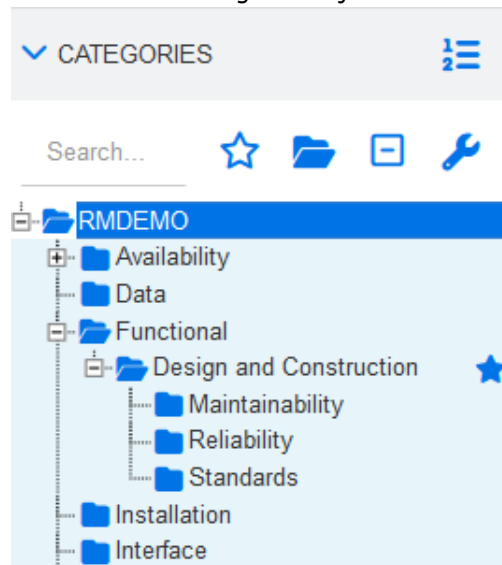 CATEGORIES
Search...
RMDEMO
Availability
Data
Functional
Design and Construction
Maintainability
Reliability
Standards
Installation
Interface